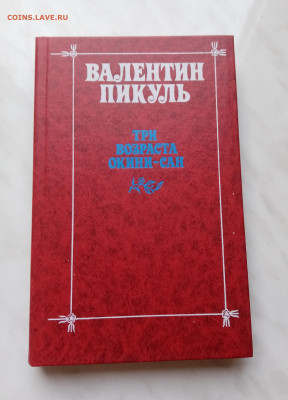 COINS.LAVE.RU
ВАЛЕНТИН
ПИКУЛЬ
ТРИ
ВОЗРАСТА
ОКИНИ-САН